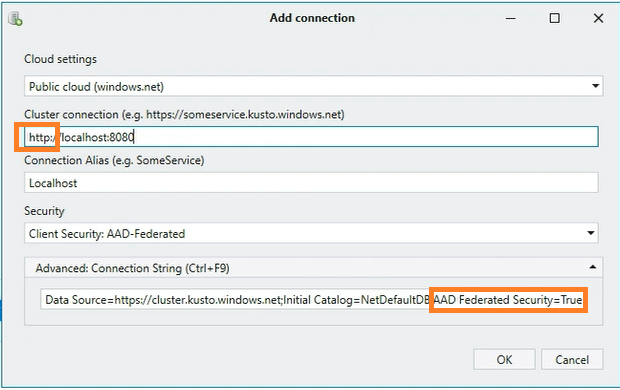 Add connection
Cloud settings
Public cloud (windows.net)
Cluster connection (e.g. https://someservice.kusto.windows.net)
http://localhost:8080
Connection Alias (e.g. SomeService)
Localhost
Security
Client Security: AAD-Federated
Advanced: Connection String (Ctrl+F9)
Data Source=https://cluster.kusto.windows.net;Initial Catalog=NetDefaultDB AAD Federated Security=True
OK Cancel